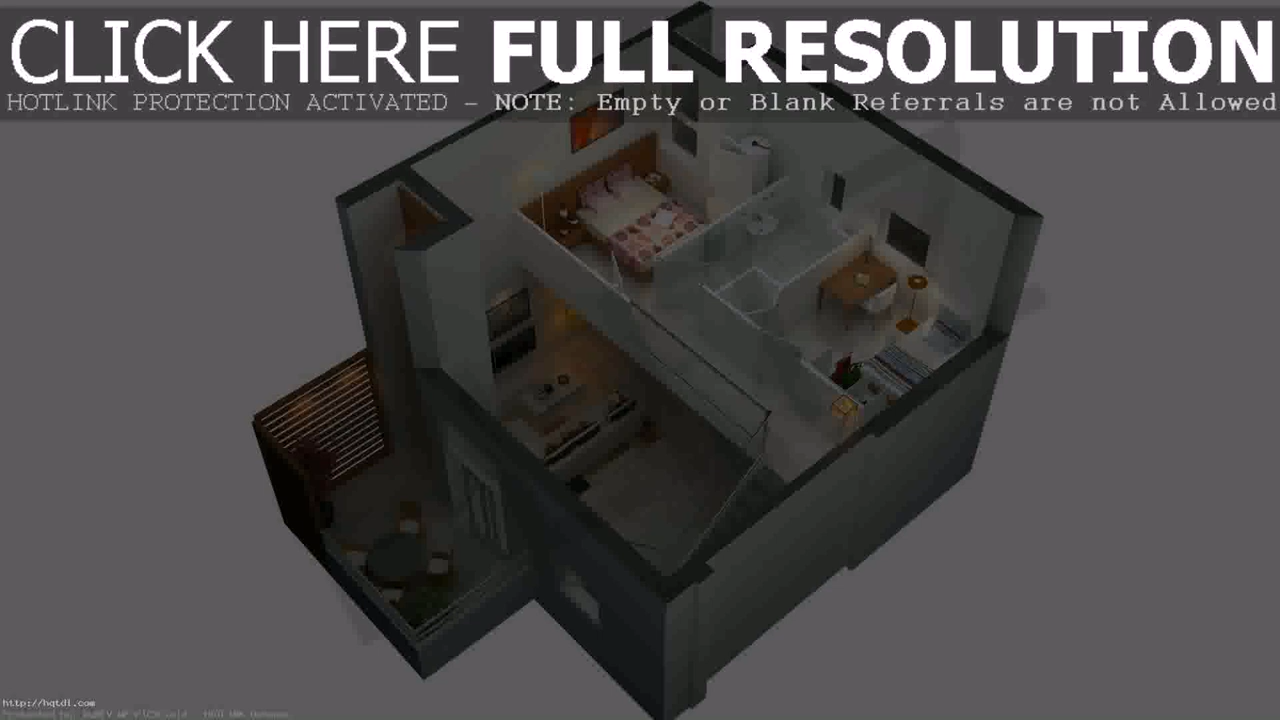 CLICK HERE FULL RESOLUTION
HOTLINK PROTECTION ACTIVATED – NOTE: Empty or Blank Referrals are not Allowed
http://hqtdl.com